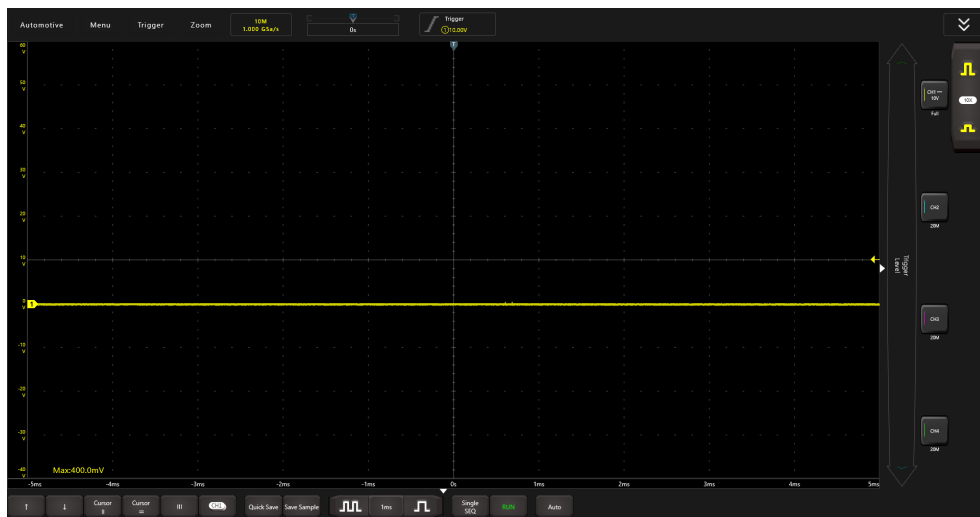 Automotive Menu Trigger Zoom
10M
1.000 GSa/s
0s
Trigger
1 10.00V
T
60
V
50
V
40
V
30
V
20
V
10
V
0
V
1
-10
V
-20
V
-30
V
-40
V
Max:400.0mV
-5ms -4ms -3ms -2ms -1ms 0s 1ms 2ms 3ms 4ms 5ms
Trigger
Level
CH1
10V
Full
10X
CH2
20M
CH3
20M
CH4
20M
Cursor Cursor CH1 Quick Save Save Sample 1ms Single
SEQ RUN Auto